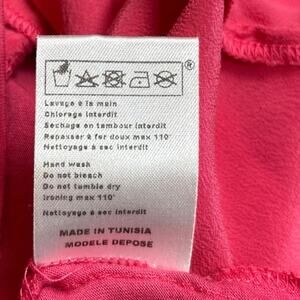 ®
Lavage à la main
Chlorage interdit
Sechage en tambour interdit
Repasser à fer doux max 110°
Nettoyage à sec interdit
Hand wash
Do not bleach
Do not tumble dry
Ironing max 110°
Nettoyage à sec interdit
MADE IN TUNISIA
MODELE DEPOSE